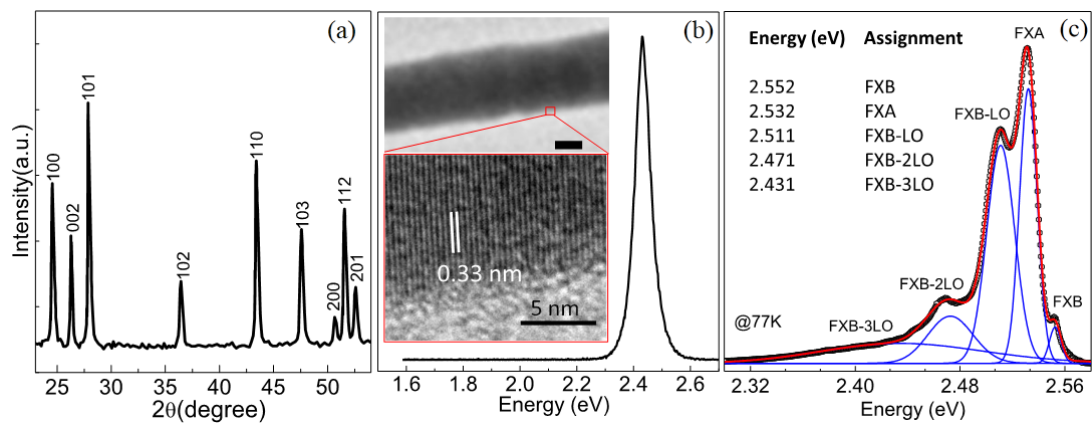 (a)
Intensity(a.u.)
100
002
101
102
110
103
200
112
201
25 30 35 40 45 50
2θ(degree)
(b)
0.33 nm
5 nm
1.6 1.8 2.0 2.2 2.4 2.6
Energy (eV)
(c)
Energy (eV) Assignment
2.552 FXB
2.532 FXA
2.511 FXB-LO
2.471 FXB-2LO
2.431 FXB-3LO
FXA
FXB-LO
FXB-2LO
FXB
FXB-3LO
@77K
2.32 2.40 2.48 2.56
Energy (eV)